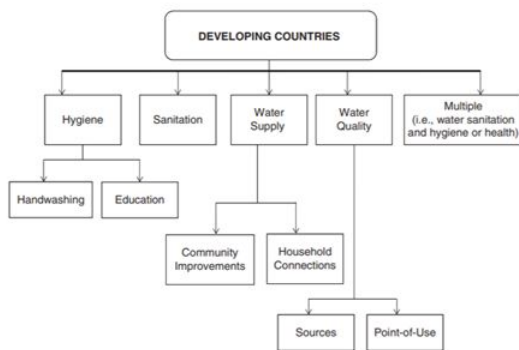 DEVELOPING COUNTRIES
Hygiene
Sanitation
Water
Supply
Water
Quality
Multiple
(i.e., water sanitation
and hygiene or health)
Handwashing
Education
Community
Improvements
Household
Connections
Sources
Point-of-Use